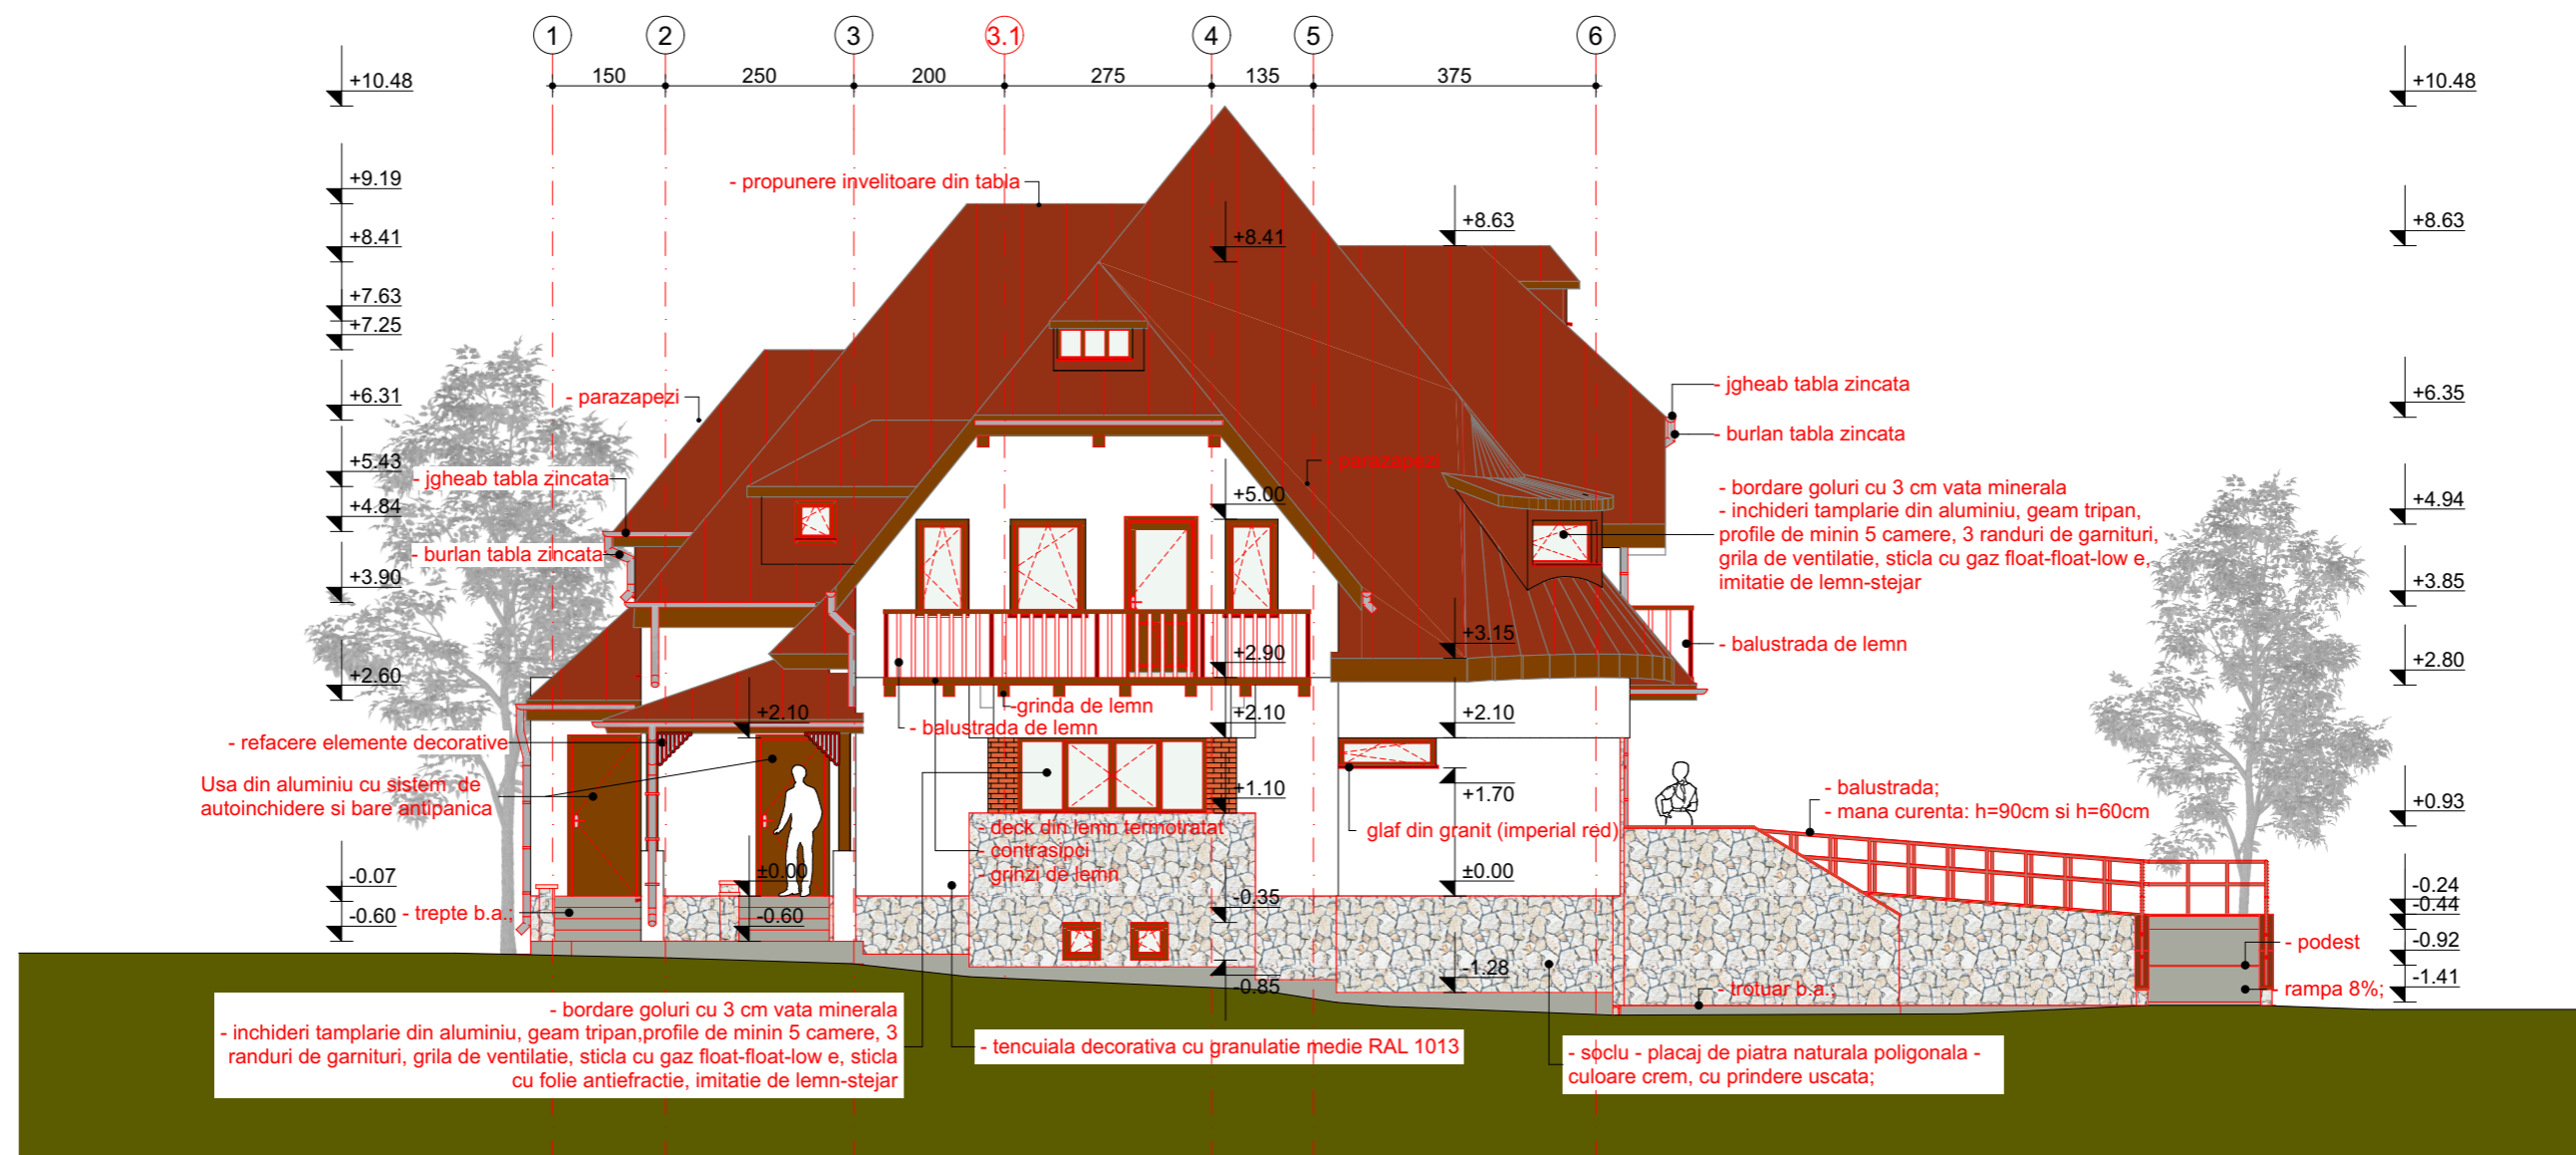 1 2 3 3.1 4 5 6
150 250 200 275 135 375
+10.48
+9.19
+8.41
+7.63
+7.25
+6.31
+5.43
+4.84
+3.90
+2.60
-0.07
-0.60
- propunere invelitoare din tabla
- parazapezi
- jgheab tabla zincata
- burlan tabla zincata
- refacere elemente decorative
Usa din aluminiu cu sistem de
autoinchidere si bare antipanica
- trepte b.a.;
+2.10
±0.00
-0.60
+8.41
+5.00
+2.90
+2.10
+1.10
-0.35
-0.85
-grinda de lemn
- balustrada de lemn
- deck din lemn termotratat
- contrasipci
- grinzi de lemn
+8.63
- parazapezi
+3.15
+2.10
+1.70
glaf din granit (imperial red)
±0.00
-1.28
- jgheab tabla zincata
- burlan tabla zincata
- bordare goluri cu 3 cm vata minerala
- inchideri tamplarie din aluminiu, geam tripan,
profile de minin 5 camere, 3 randuri de garnituri,
grila de ventilatie, sticla cu gaz float-float-low e,
imitatie de lemn-stejar
- balustrada de lemn
- balustrada;
- mana curenta: h=90cm si h=60cm
- podest
- rampa 8%;
- trotuar b.a.;
+10.48
+8.63
+6.35
+4.94
+3.85
+2.80
+0.93
-0.24
-0.44
-0.92
-1.41
- bordare goluri cu 3 cm vata minerala
- inchideri tamplarie din aluminiu, geam tripan,profile de minin 5 camere, 3
randuri de garnituri, grila de ventilatie, sticla cu gaz float-float-low e, sticla
cu folie antiefractie, imitatie de lemn-stejar
- tencuiala decorativa cu granulatie medie RAL 1013
- soclu - placaj de piatra naturala poligonala -
culoare crem, cu prindere uscata;